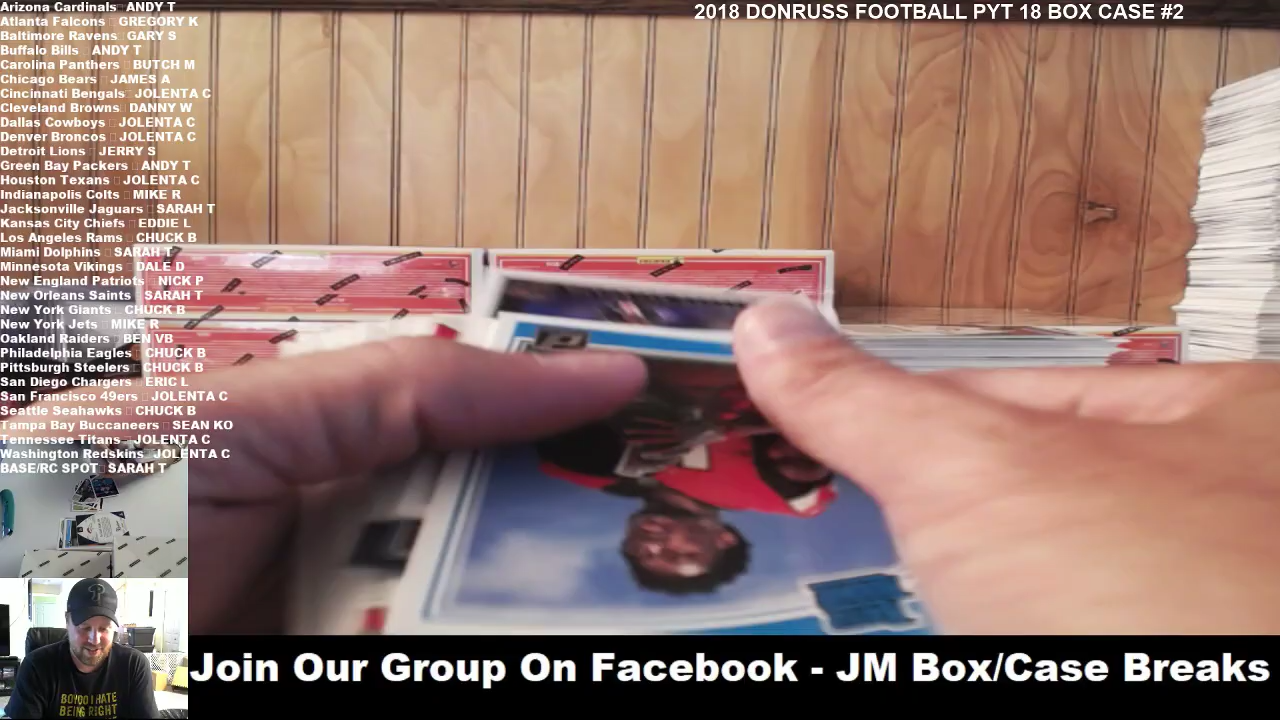 2018 DONRUSS FOOTBALL PYT 18 BOX CASE #2
Arizona Cardinals ANDY T
Atlanta Falcons GREGORY K
Baltimore Ravens GARY S
Buffalo Bills ANDY T
Carolina Panthers BUTCH M
Chicago Bears JAMES A
Cincinnati Bengals JOLENTA C
Cleveland Browns DANNY W
Dallas Cowboys JOLENTA C
Denver Broncos JOLENTA C
Detroit Lions JERRY S
Green Bay Packers ANDY T
Houston Texans JOLENTA C
Indianapolis Colts MIKE R
Jacksonville Jaguars SARAH T
Kansas City Chiefs EDDIE L
Los Angeles Rams CHUCK B
Miami Dolphins SARAH T
Minnesota Vikings DALE D
New England Patriots NICK P
New Orleans Saints SARAH T
New York Giants CHUCK B
New York Jets MIKE R
Oakland Raiders BEN VB
Philadelphia Eagles CHUCK B
Pittsburgh Steelers CHUCK B
San Diego Chargers ERIC L
San Francisco 49ers JOLENTA C
Seattle Seahawks CHUCK B
Tampa Bay Buccaneers SEAN KO
Tennessee Titans JOLENTA C
Washington Redskins JOLENTA C
BASE/RC SPOT SARAH T
BEING RIGHT
Join Our Group On Facebook - JM Box/Case Breaks